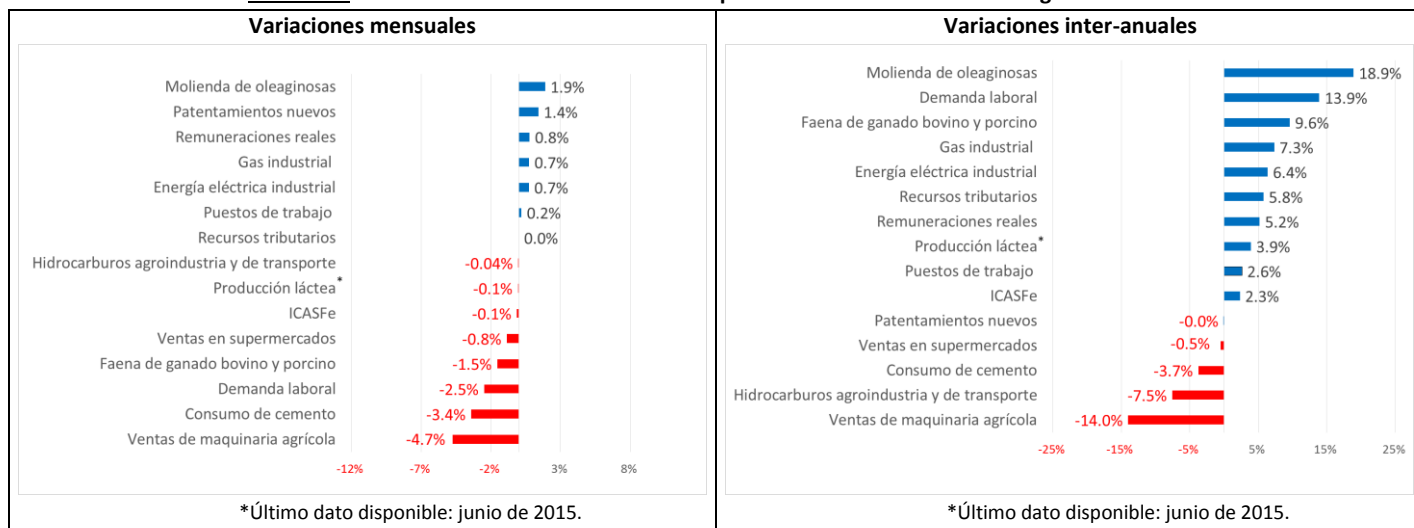 Variaciones mensuales
Molienda de oleaginosas 1.9%
Patentamientos nuevos 1.4%
Remuneraciones reales 0.8%
Gas industrial 0.7%
Energía eléctrica industrial 0.7%
Puestos de trabajo 0.2%
Recursos tributarios 0.0%
Hidrocarburos agroindustria y de transporte -0.04%
Producción láctea* -0.1%
ICASFe -0.1%
Ventas en supermercados -0.8%
Faena de ganado bovino y porcino -1.5%
Demanda laboral -2.5%
Consumo de cemento -3.4%
Ventas de maquinaria agrícola -4.7%
-12% -7% -2% 3% 8%
*Último dato disponible: junio de 2015.
Variaciones inter-anuales
Molienda de oleaginosas 18.9%
Demanda laboral 13.9%
Faena de ganado bovino y porcino 9.6%
Gas industrial 7.3%
Energía eléctrica industrial 6.4%
Recursos tributarios 5.8%
Remuneraciones reales 5.2%
Producción láctea* 3.9%
Puestos de trabajo 2.6%
ICASFe 2.3%
Patentamientos nuevos -0.0%
Ventas en supermercados -0.5%
Consumo de cemento -3.7%
Hidrocarburos agroindustria y de transporte -7.5%
Ventas de maquinaria agrícola -14.0%
-25% -15% -5% 5% 15% 25%
*Último dato disponible: junio de 2015.